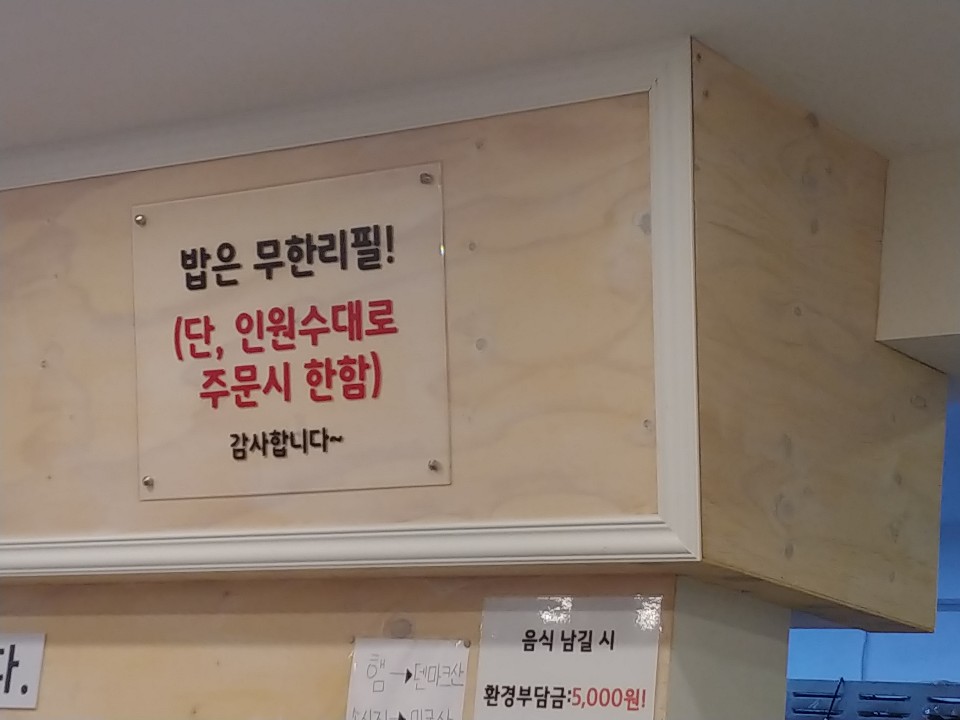 밥은 무한리필!
(단, 인원수대로
주문시 한함)
감사합니다~
다.
햄→덴마크산
음식 남길 시
환경부담금:5,000원!